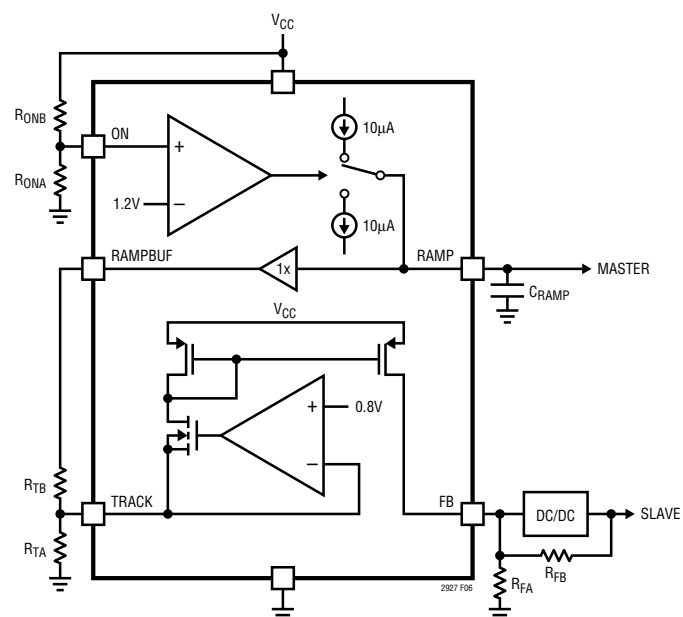 VCC
RONB
ON
10μA
+
RONA
1.2V
−
10μA
RAMPBUF
1x
RAMP
MASTER
CRAMP
VCC
+
0.8V
−
RTB
TRACK
FB
DC/DC
SLAVE
RTA
RFB
RFA
2927 F06